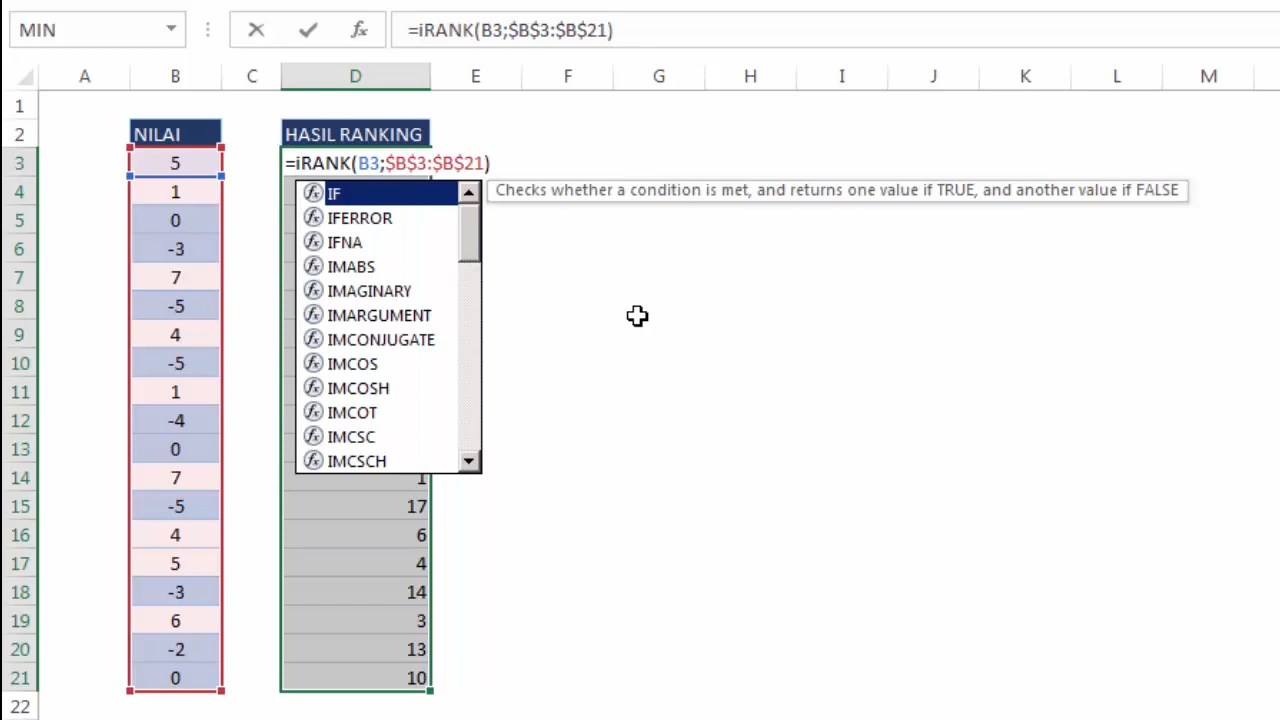 MIN =iRANK(B3;$B$3:$B$21)
A B C D E F G H I J K L M
1
2 NILAI HASIL RANKING
3 5 =iRANK(B3;$B$3:$B$21)
4 1 IF Checks whether a condition is met, and returns one value if TRUE, and another value if FALSE
5 0 IFERROR
6 -3 IFNA
7 7 IMABS
IMAGINARY
8 -5 IMARGUMENT
9 4 IMCONJUGATE
10 -5 IMCOS
11 1 IMCOSH
12 -4 IMCOT
13 0 IMCSC
IMCSCH
14 7 1
15 -5 17
16 4 6
17 5 4
18 -3 14
19 6 3
20 -2 13
21 0 10
22